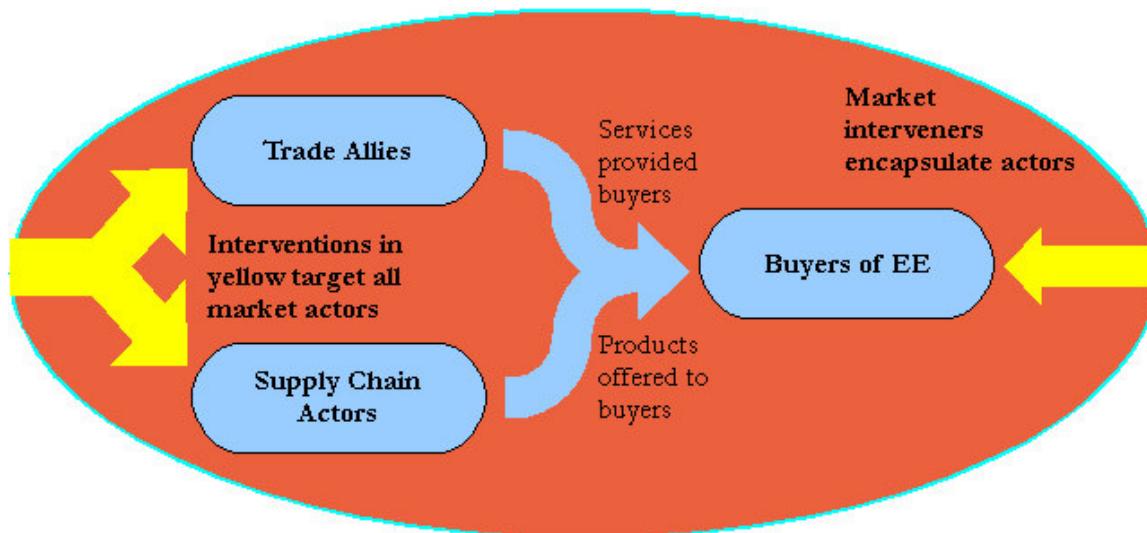 Trade Allies
Services
provided
buyers
Market
interveners
encapsulate actors
Interventions in
yellow target all
market actors
Buyers of EE
Supply Chain
Actors
Products
offered to
buyers